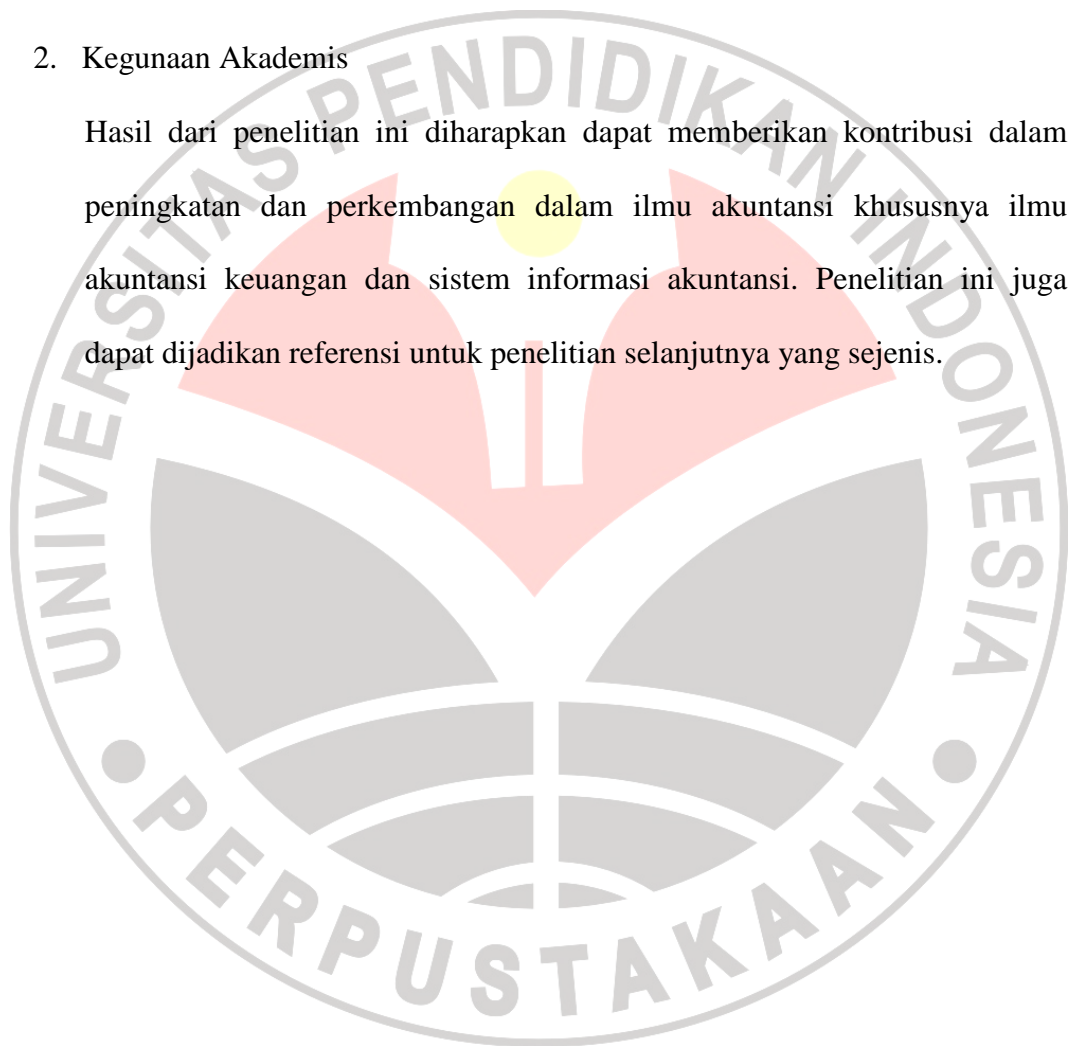 2. Kegunaan Akademis
Hasil dari penelitian ini diharapkan dapat memberikan kontribusi dalam
peningkatan dan perkembangan dalam ilmu akuntansi khususnya ilmu
akuntansi keuangan dan sistem informasi akuntansi. Penelitian ini juga
dapat dijadikan referensi untuk penelitian selanjutnya yang sejenis.
UNIVERSITAS PENDIDIKAN INDONESIA
PERPUSTAKAAN